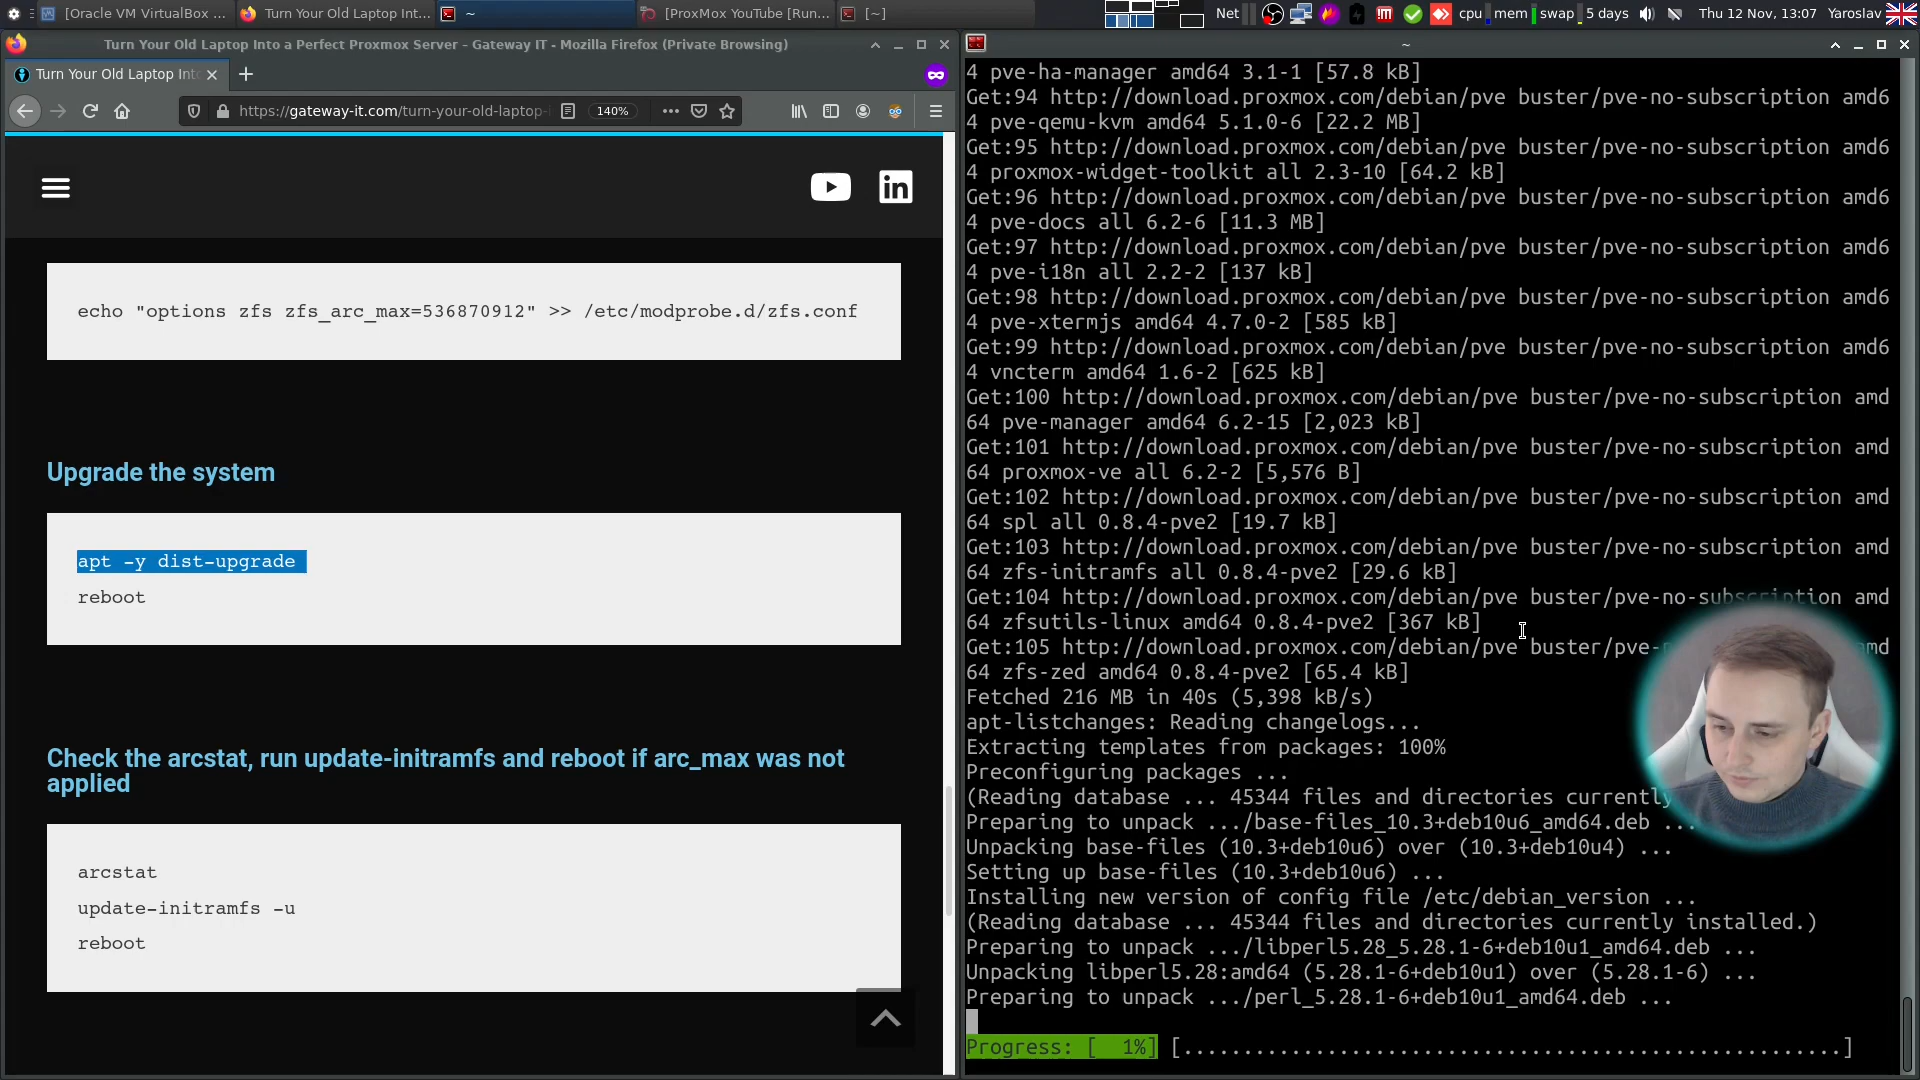 [Oracle VM VirtualBox ...
Turn Your Old Laptop Int...
~
[ProxMox YouTube [Run...
[~]
Net
cpu
mem
swap
5 days
Thu 12 Nov, 13:07
Yaroslav
Turn Your Old Laptop Into a Perfect Proxmox Server – Gateway IT - Mozilla Firefox (Private Browsing)
Turn Your Old Laptop Into
https://gateway-it.com/turn-your-old-laptop-
140%
echo "options zfs zfs_arc_max=536870912" >> /etc/modprobe.d/zfs.conf
Upgrade the system
apt -y dist-upgrade
reboot
Check the arcstat, run update-initramfs and reboot if arc_max was not
applied
arcstat
update-initramfs -u
reboot
~
4 pve-ha-manager amd64 3.1-1 [57.8 kB]
Get:94 http://download.proxmox.com/debian/pve buster/pve-no-subscription amd6
4 pve-qemu-kvm amd64 5.1.0-6 [22.2 MB]
Get:95 http://download.proxmox.com/debian/pve buster/pve-no-subscription amd6
4 proxmox-widget-toolkit all 2.3-10 [64.2 kB]
Get:96 http://download.proxmox.com/debian/pve buster/pve-no-subscription amd6
4 pve-docs all 6.2-6 [11.3 MB]
Get:97 http://download.proxmox.com/debian/pve buster/pve-no-subscription amd6
4 pve-i18n all 2.2-2 [137 kB]
Get:98 http://download.proxmox.com/debian/pve buster/pve-no-subscription amd6
4 pve-xtermjs amd64 4.7.0-2 [585 kB]
Get:99 http://download.proxmox.com/debian/pve buster/pve-no-subscription amd6
4 vncterm amd64 1.6-2 [625 kB]
Get:100 http://download.proxmox.com/debian/pve buster/pve-no-subscription amd
64 pve-manager amd64 6.2-15 [2,023 kB]
Get:101 http://download.proxmox.com/debian/pve buster/pve-no-subscription amd
64 proxmox-ve all 6.2-2 [5,576 B]
Get:102 http://download.proxmox.com/debian/pve buster/pve-no-subscription amd
64 spl all 0.8.4-pve2 [19.7 kB]
Get:103 http://download.proxmox.com/debian/pve buster/pve-no-subscription amd
64 zfs-initramfs all 0.8.4-pve2 [29.6 kB]
Get:104 http://download.proxmox.com/debian/pve buster/pve-no-subscription amd
64 zfsutils-linux amd64 0.8.4-pve2 [367 kB]
Get:105 http://download.proxmox.com/debian/pve buster/pve- md
64 zfs-zed amd64 0.8.4-pve2 [65.4 kB]
Fetched 216 MB in 40s (5,398 kB/s)
apt-listchanges: Reading changelogs...
Extracting templates from packages: 100%
Preconfiguring packages ...
(Reading database ... 45344 files and directories currently
Preparing to unpack .../base-files_10.3+deb10u6_amd64.deb ...
Unpacking base-files (10.3+deb10u6) over (10.3+deb10u4) ...
Setting up base-files (10.3+deb10u6) ...
Installing new version of config file /etc/debian_version ...
(Reading database ... 45344 files and directories currently installed.)
Preparing to unpack .../libperl5.28_5.28.1-6+deb10u1_amd64.deb ...
Unpacking libperl5.28:amd64 (5.28.1-6+deb10u1) over (5.28.1-6) ...
Preparing to unpack .../perl_5.28.1-6+deb10u1_amd64.deb ...
Progress: [  1%] [.......................................................]